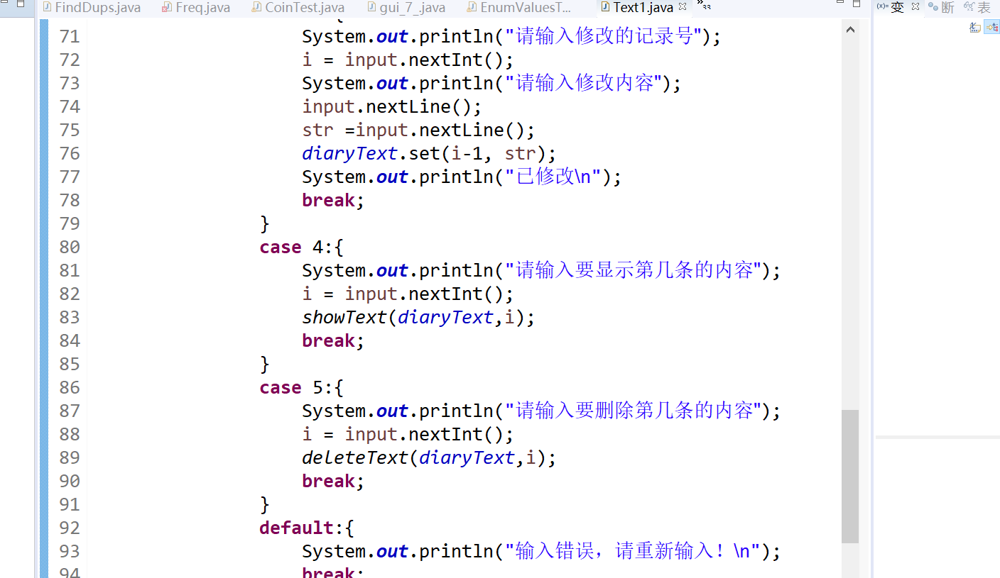 FindDups.java Freq.java CoinTest.java gui_7_.java EnumValuesT... Text1.java »33 (x)= 变 断 表
71 System.out.println("请输入修改的记录号");
72 i = input.nextInt();
73 System.out.println("请输入修改内容");
74 input.nextLine();
75 str =input.nextLine();
76 diaryText.set(i-1, str);
77 System.out.println("已修改\n");
78 break;
79 }
80 case 4:{
81 System.out.println("请输入要显示第几条的内容");
82 i = input.nextInt();
83 showText(diaryText,i);
84 break;
85 }
86 case 5:{
87 System.out.println("请输入要删除第几条的内容");
88 i = input.nextInt();
89 deleteText(diaryText,i);
90 break;
91 }
92 default:{
93 System.out.println("输入错误，请重新输入！\n");
94 break;